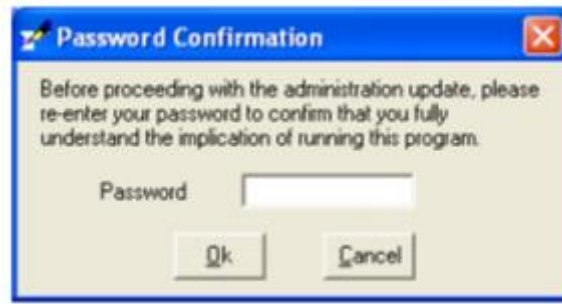 Password Confirmation
Before proceeding with the administration update, please
re-enter your password to confirm that you fully
understand the implication of running this program.
Password
Ok
Cancel